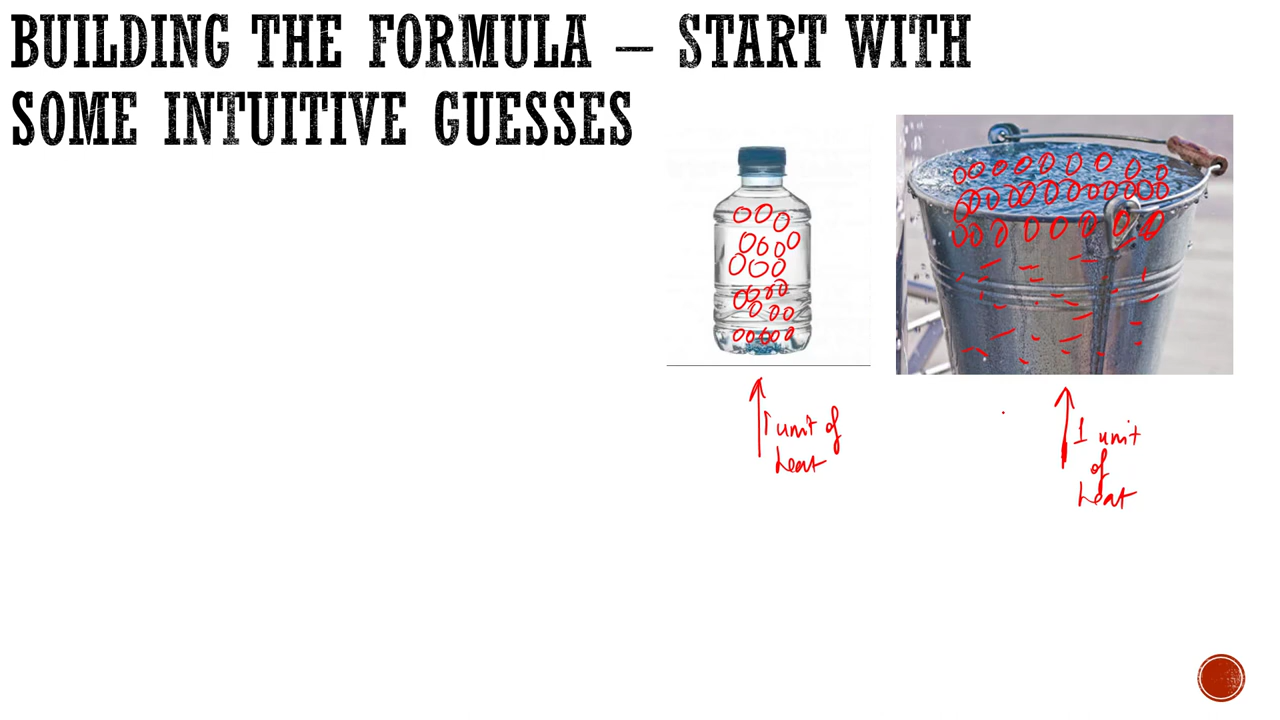 BUILDING THE FORMULA – START WITH
SOME INTUITIVE GUESSES
1 unit of
heat
1 unit
of
heat